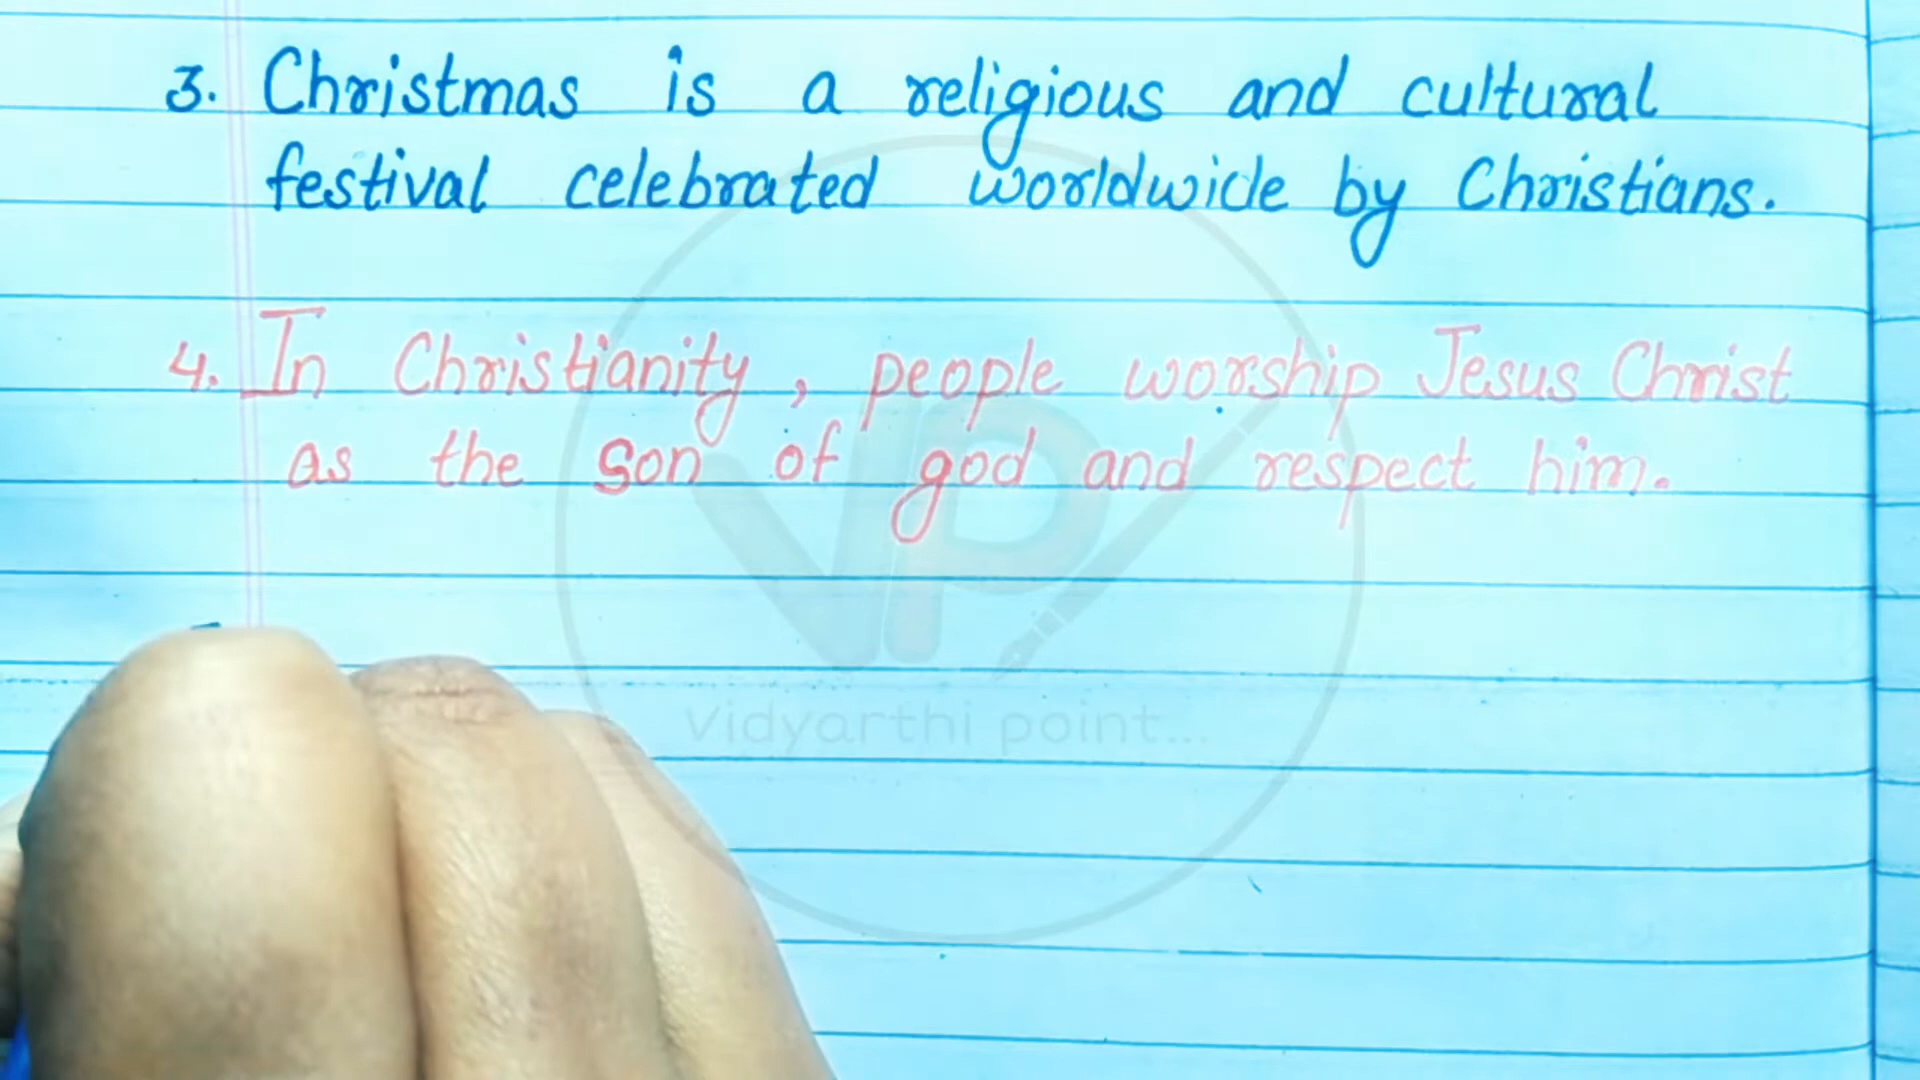 3. Christmas is a religious and cultural
festival celebrated worldwide by Christians.
4. In Christianity, people worship Jesus Christ
as the son of god and respect him.
VP
Vidyarthi point...